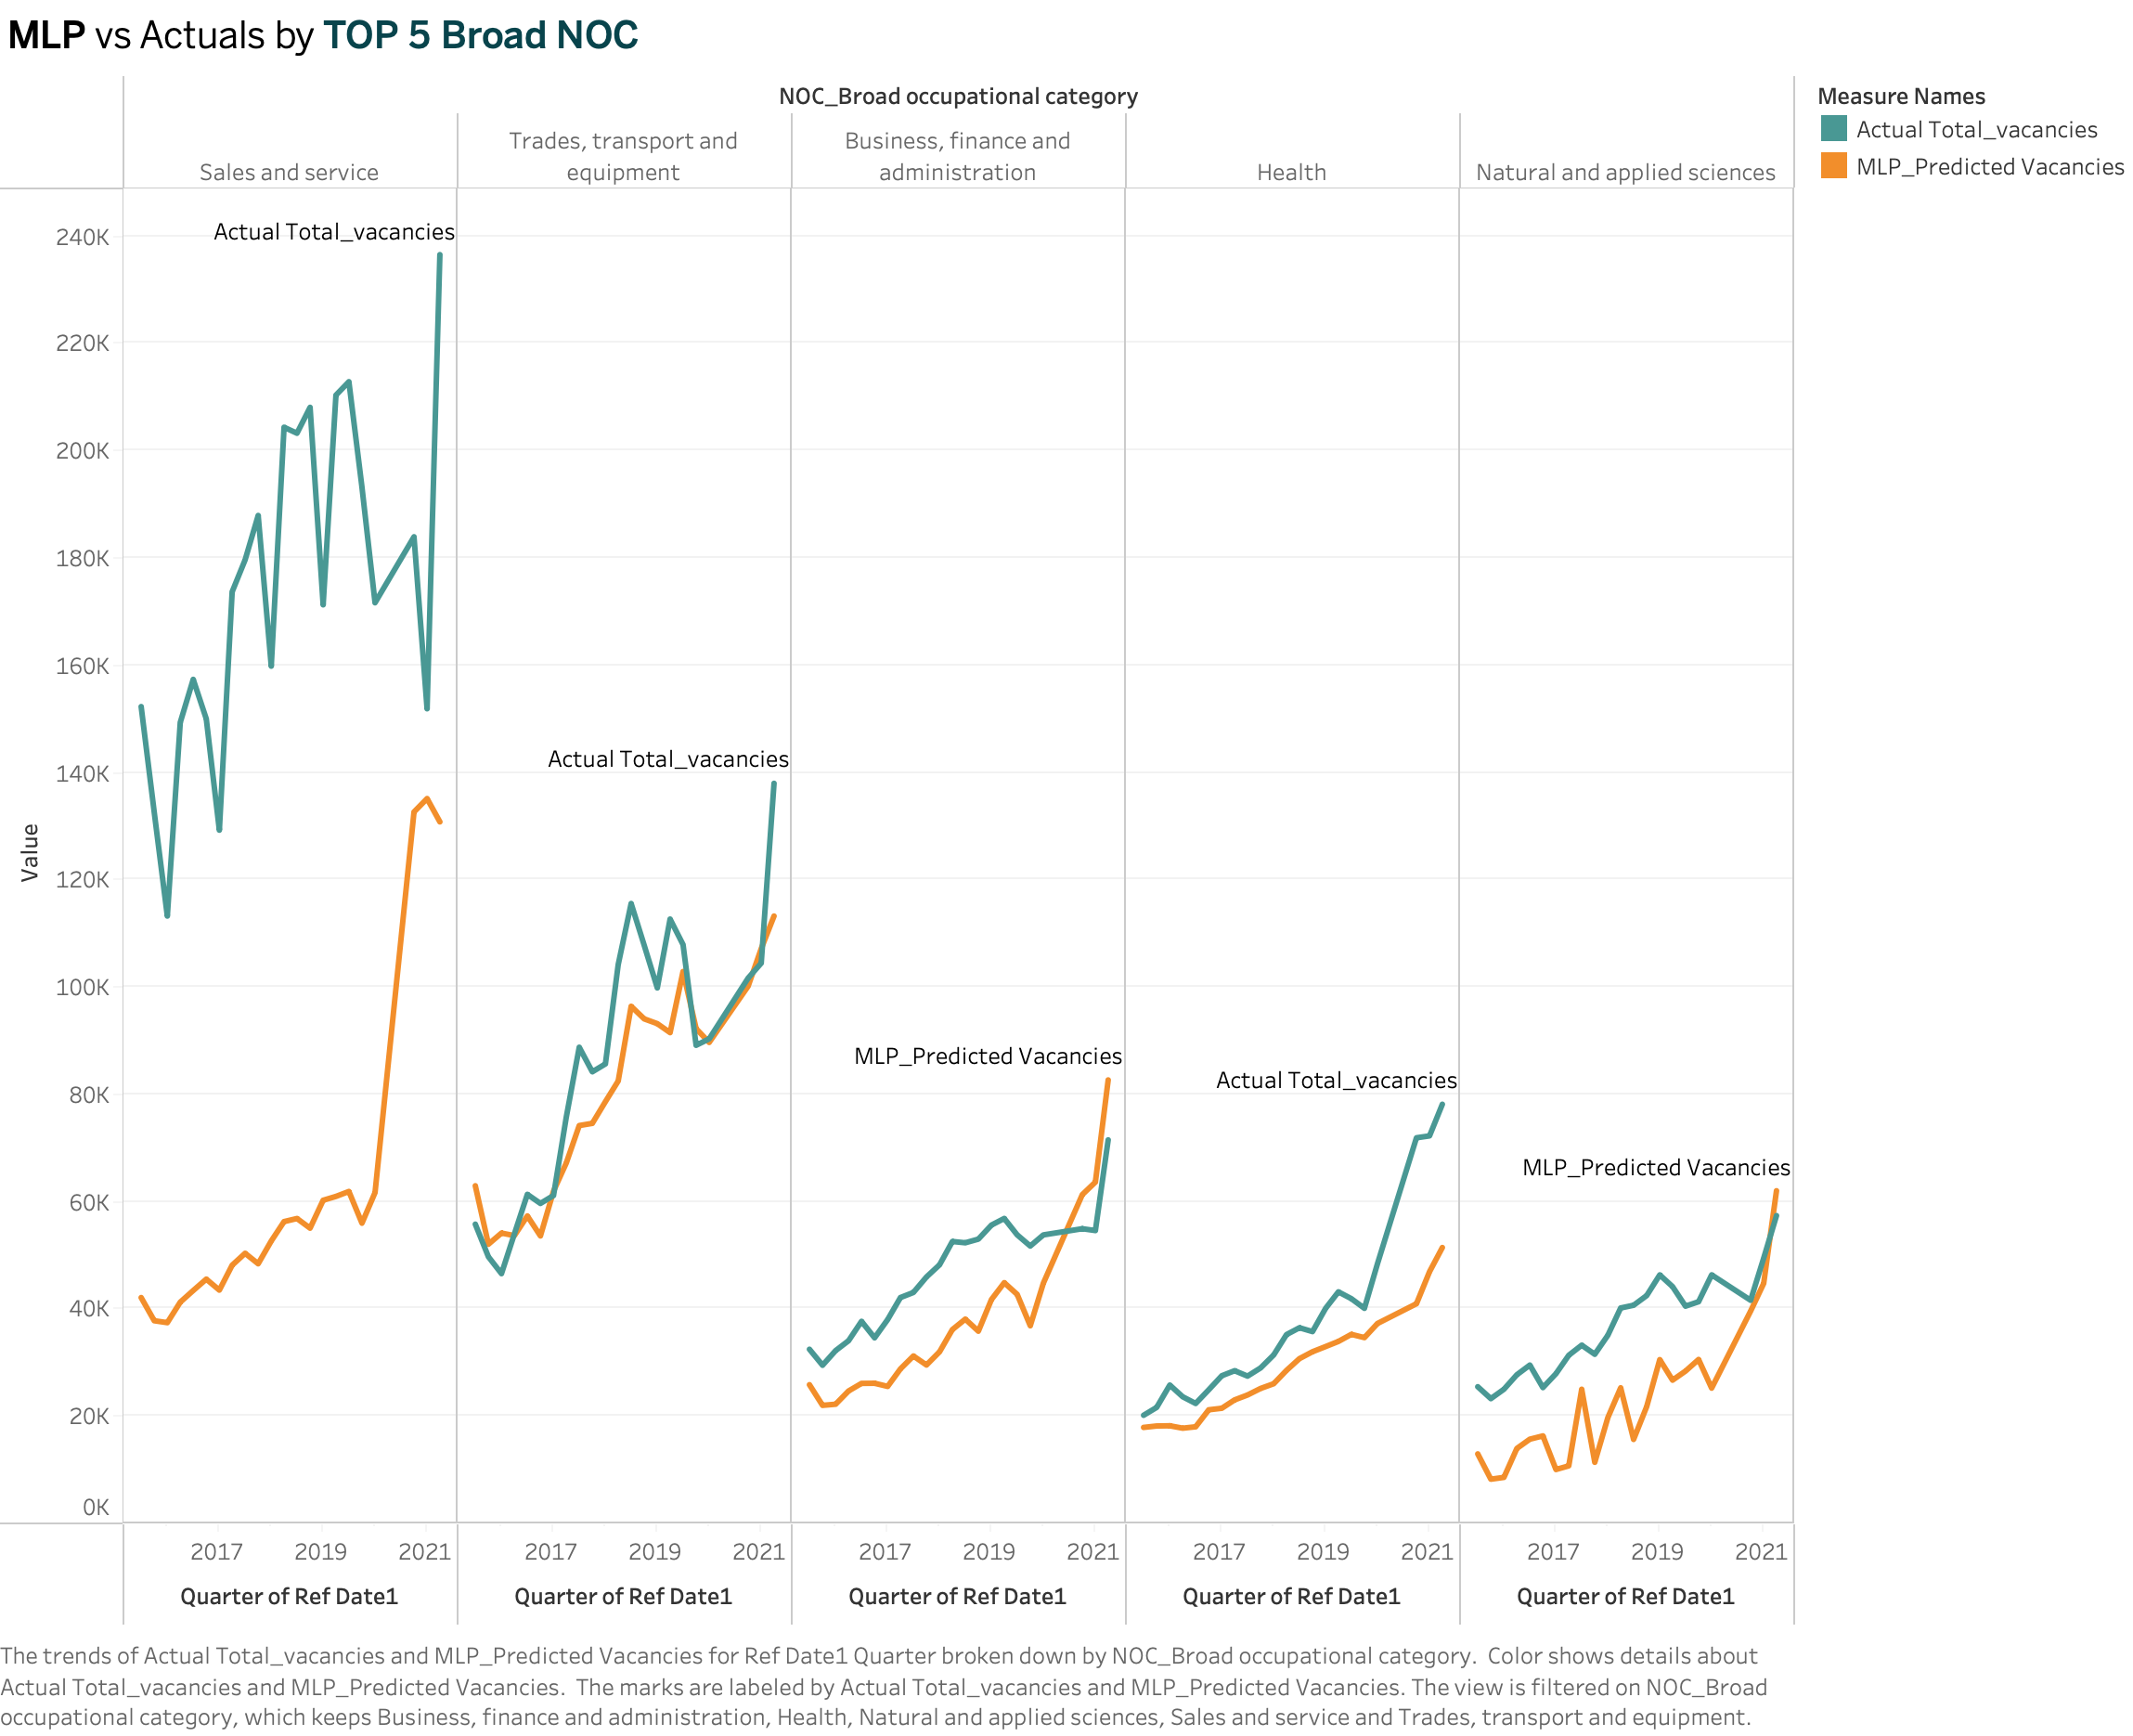 MLP vs Actuals by TOP 5 Broad NOC
NOC_Broad occupational category
Sales and service
Trades, transport and
equipment
Business, finance and
administration
Health
Natural and applied sciences
Measure Names
Actual Total_vacancies
MLP_Predicted Vacancies
Value
240K
220K
200K
180K
160K
140K
120K
100K
80K
60K
40K
20K
0K
Actual Total_vacancies
Actual Total_vacancies
MLP_Predicted Vacancies
Actual Total_vacancies
MLP_Predicted Vacancies
2017 2019 2021
2017 2019 2021
2017 2019 2021
2017 2019 2021
2017 2019 2021
Quarter of Ref Date1
Quarter of Ref Date1
Quarter of Ref Date1
Quarter of Ref Date1
Quarter of Ref Date1
The trends of Actual Total_vacancies and MLP_Predicted Vacancies for Ref Date1 Quarter broken down by NOC_Broad occupational category.  Color shows details about
Actual Total_vacancies and MLP_Predicted Vacancies.  The marks are labeled by Actual Total_vacancies and MLP_Predicted Vacancies. The view is filtered on NOC_Broad
occupational category, which keeps Business, finance and administration, Health, Natural and applied sciences, Sales and service and Trades, transport and equipment.